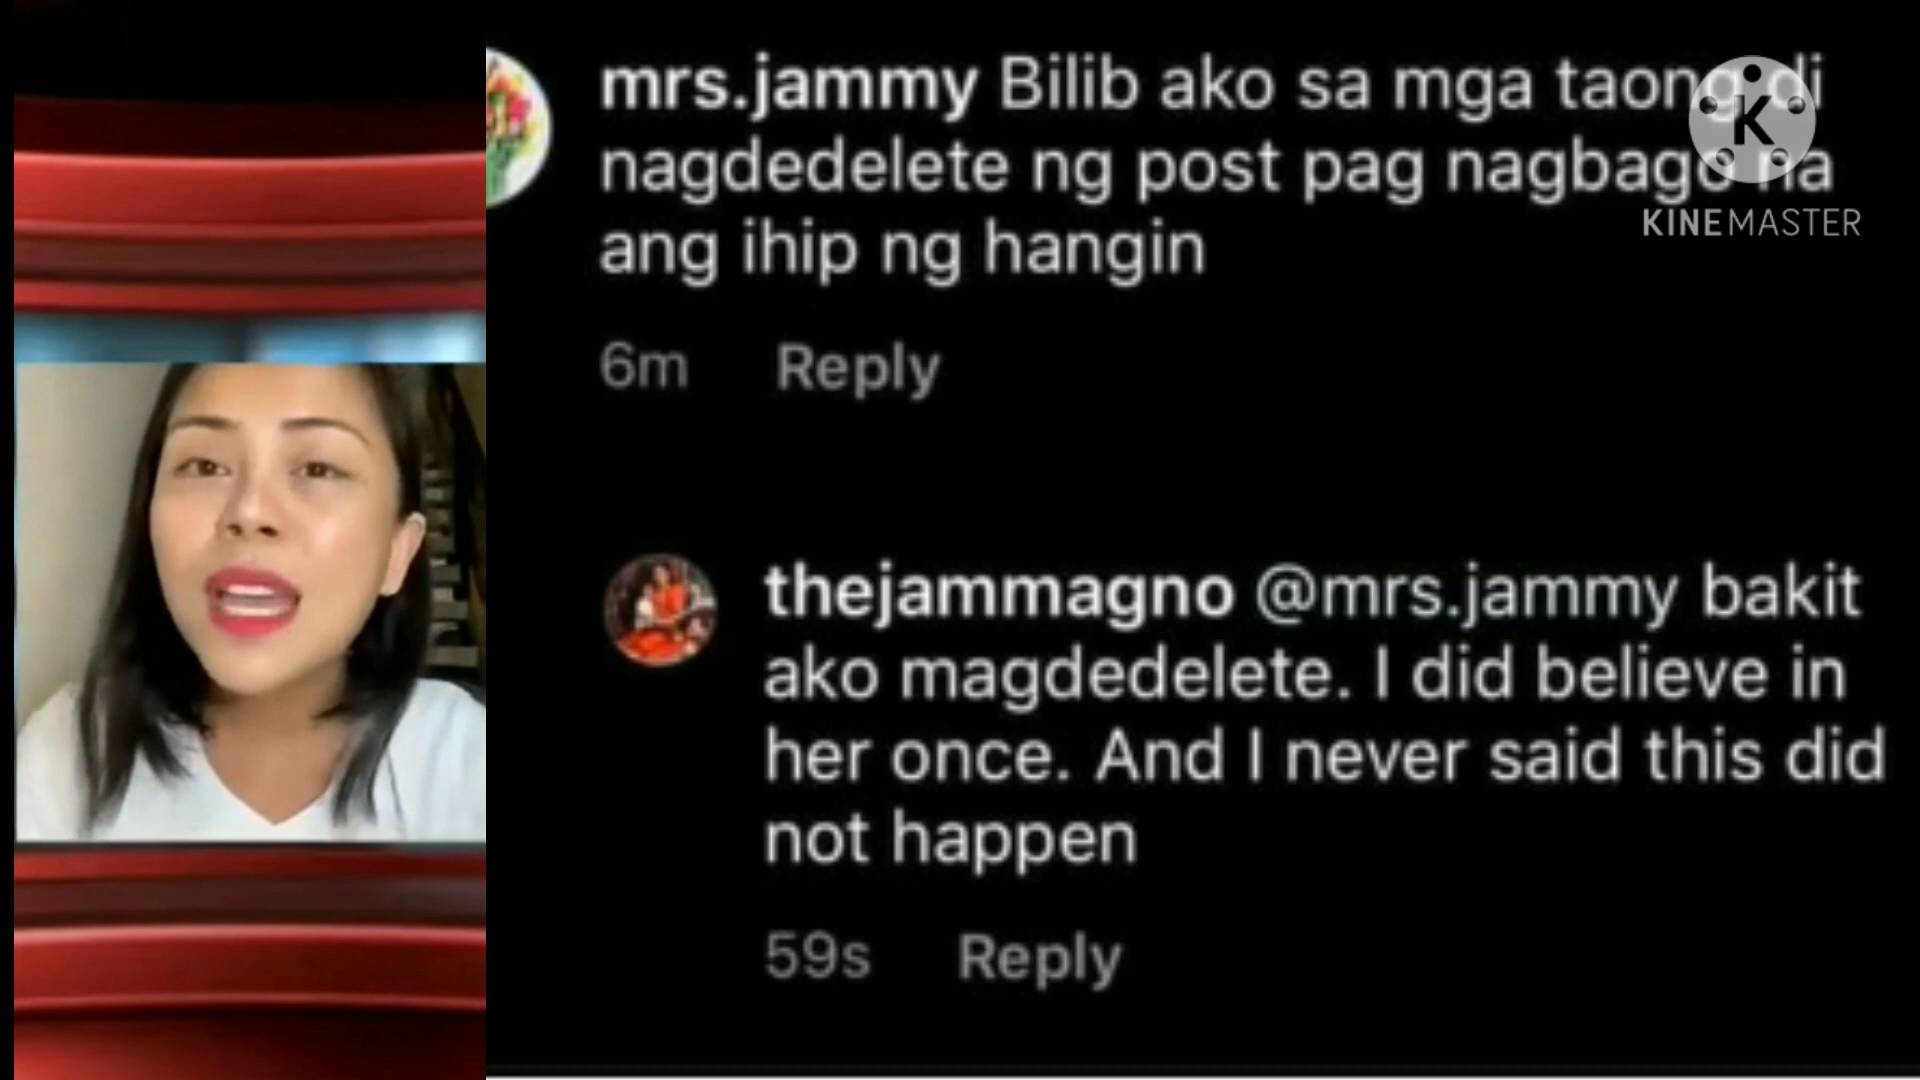 mrs.jammy Bilib ako sa mga taong di
nagdedelete ng post pag nagbago na
ang ihip ng hangin
6m Reply
thejammagno @mrs.jammy bakit
ako magdedelete. I did believe in
her once. And I never said this did
not happen
59s Reply
K
KINEMASTER